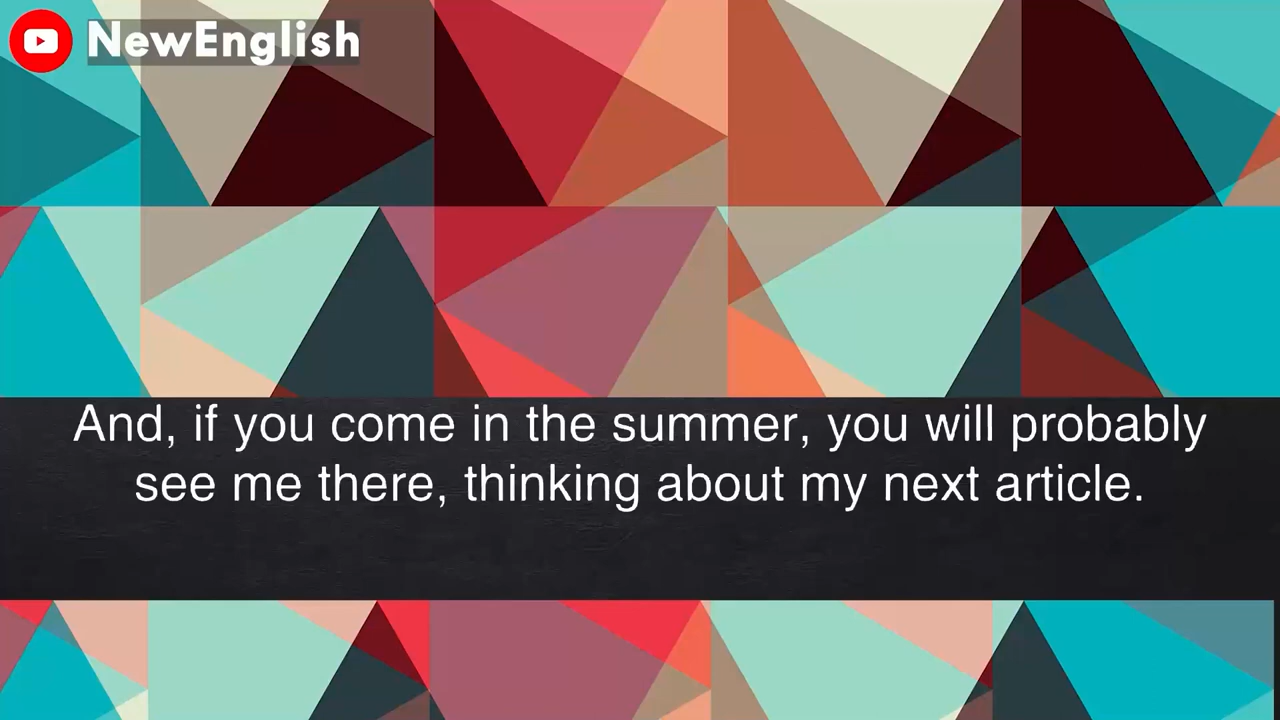 NewEnglish
And, if you come in the summer, you will probably
see me there, thinking about my next article.